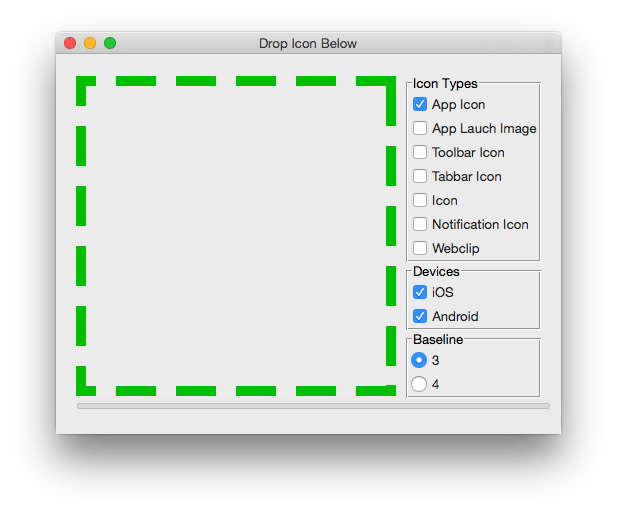 Drop Icon Below
Icon Types
App Icon
App Lauch Image
Toolbar Icon
Tabbar Icon
Icon
Notification Icon
Webclip
Devices
iOS
Android
Baseline
3
4